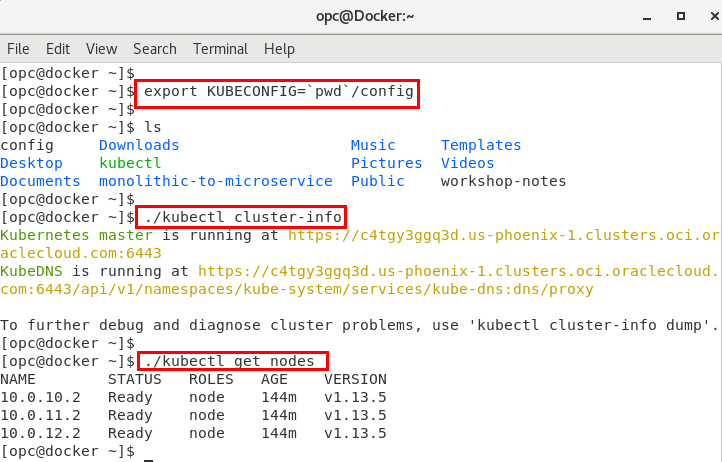 opc@Docker:~
File Edit View Search Terminal Help
[opc@docker ~]$
[opc@docker ~]$ export KUBECONFIG=`pwd`/config
[opc@docker ~]$
[opc@docker ~]$ ls
config     Downloads                   Music     Templates
Desktop    kubectl                     Pictures  Videos
Documents  monolithic-to-microservice  Public    workshop-notes
[opc@docker ~]$
[opc@docker ~]$ ./kubectl cluster-info
Kubernetes master is running at https://c4tgy3ggq3d.us-phoenix-1.clusters.oci.or
aclecloud.com:6443
KubeDNS is running at https://c4tgy3ggq3d.us-phoenix-1.clusters.oci.oraclecloud.
com:6443/api/v1/namespaces/kube-system/services/kube-dns:dns/proxy
To further debug and diagnose cluster problems, use 'kubectl cluster-info dump'.
[opc@docker ~]$
[opc@docker ~]$ ./kubectl get nodes
NAME        STATUS   ROLES   AGE    VERSION
10.0.10.2   Ready    node    144m   v1.13.5
10.0.11.2   Ready    node    144m   v1.13.5
10.0.12.2   Ready    node    144m   v1.13.5
[opc@docker ~]$